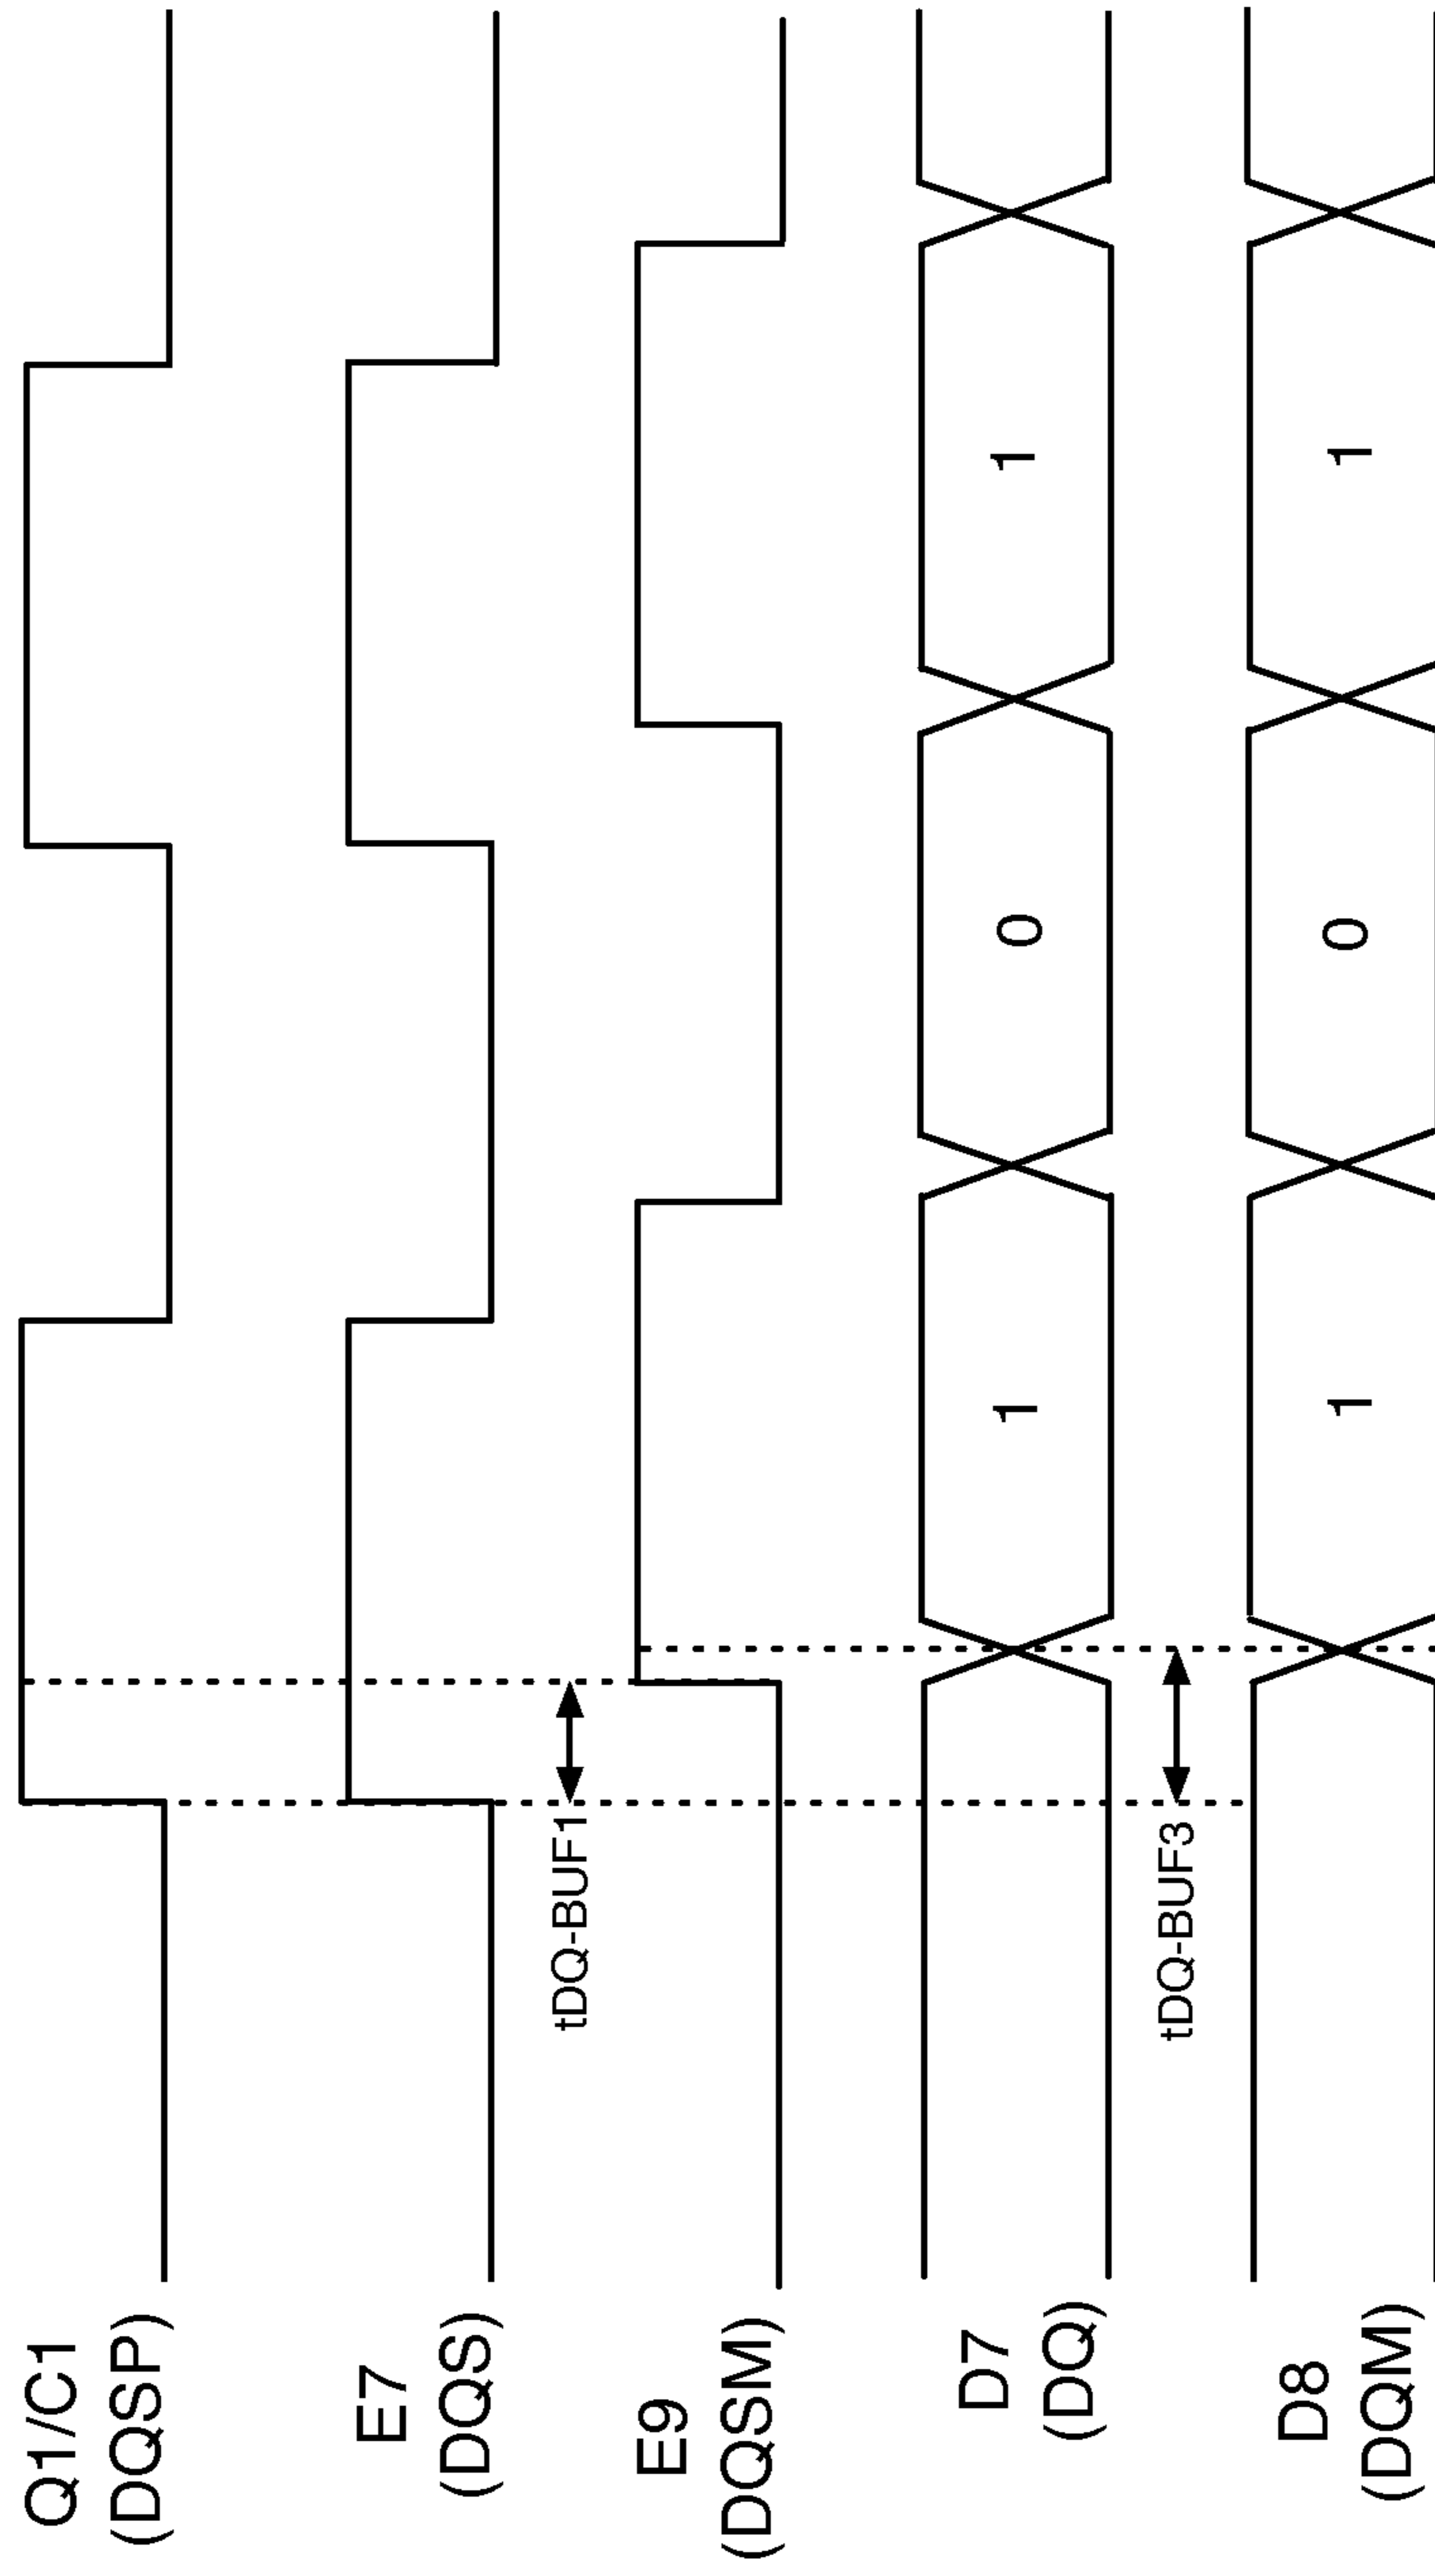 Q1/C1
(DQSP)
E7
(DQS)
tDQ-BUF1
E9
(DQSM)
D7
(DQ)
1
0
1
tDQ-BUF3
D8
(DQM)
1
0
1